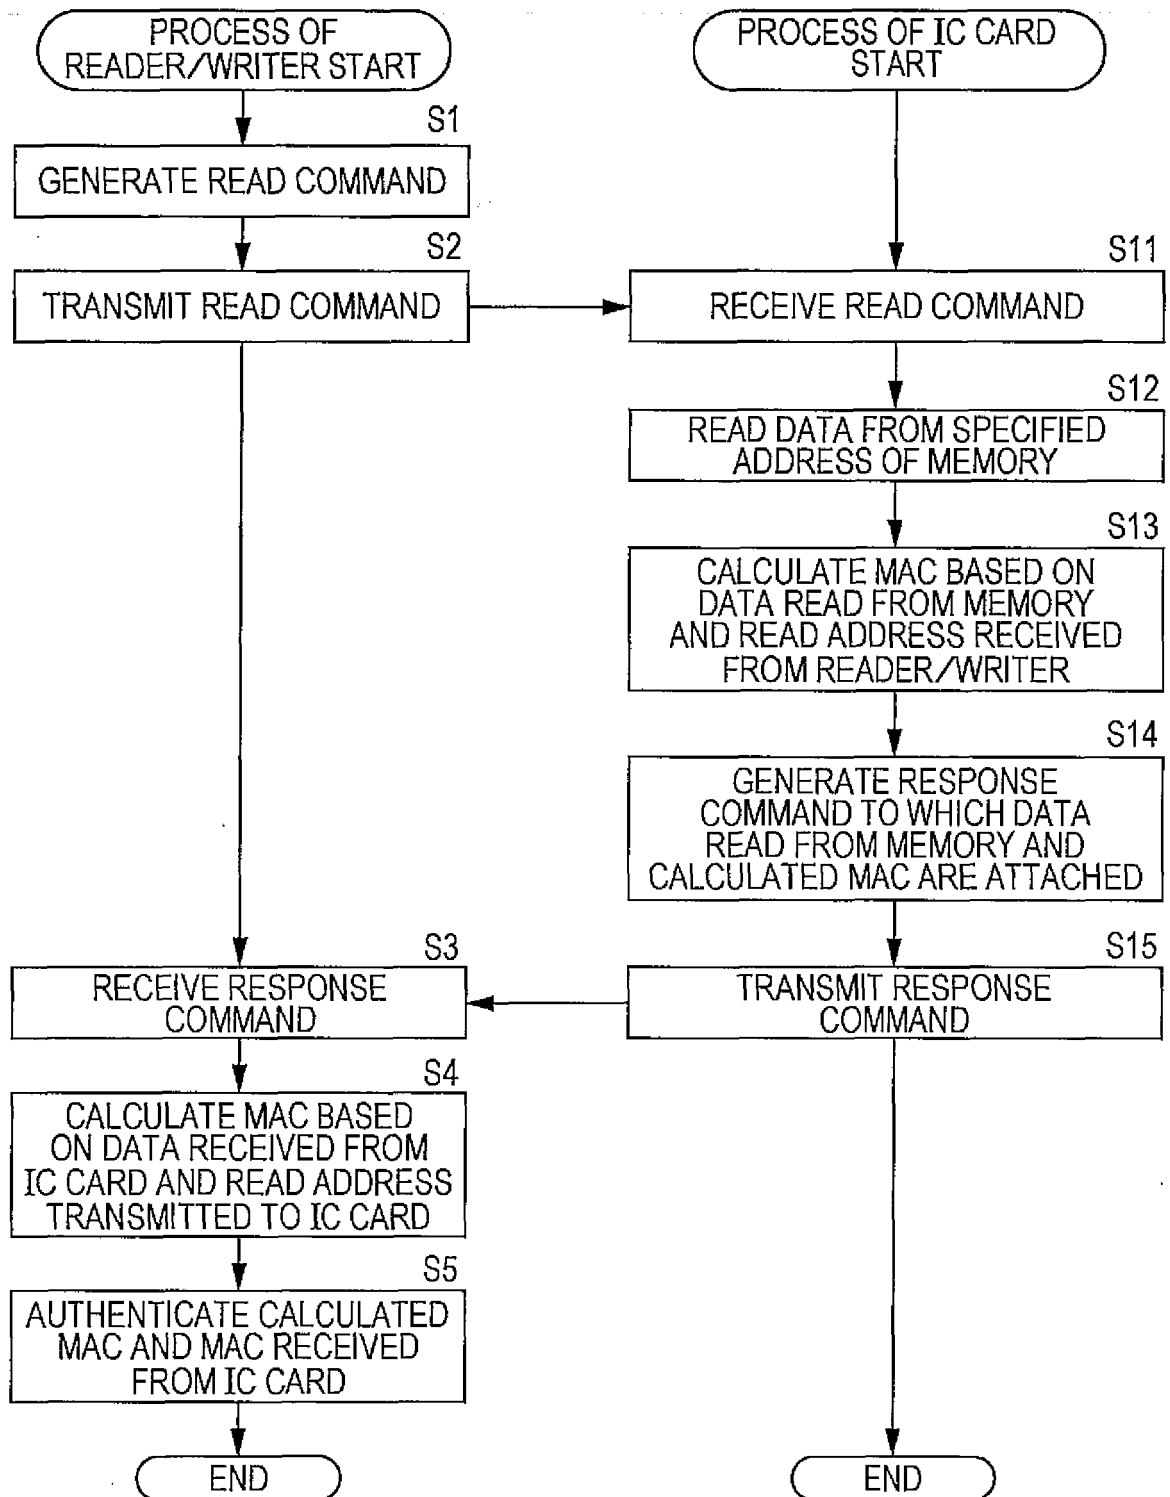 PROCESS OF
READER/WRITER START
S1
GENERATE READ COMMAND
S2
TRANSMIT READ COMMAND
S3
RECEIVE RESPONSE
COMMAND
S4
CALCULATE MAC BASED
ON DATA RECEIVED FROM
IC CARD AND READ ADDRESS
TRANSMITTED TO IC CARD
S5
AUTHENTICATE CALCULATED
MAC AND MAC RECEIVED
FROM IC CARD
END
PROCESS OF IC CARD
START
S11
RECEIVE READ COMMAND
S12
READ DATA FROM SPECIFIED
ADDRESS OF MEMORY
S13
CALCULATE MAC BASED ON
DATA READ FROM MEMORY
AND READ ADDRESS RECEIVED
FROM READER/WRITER
S14
GENERATE RESPONSE
COMMAND TO WHICH DATA
READ FROM MEMORY AND
CALCULATED MAC ARE ATTACHED
S15
TRANSMIT RESPONSE
COMMAND
END